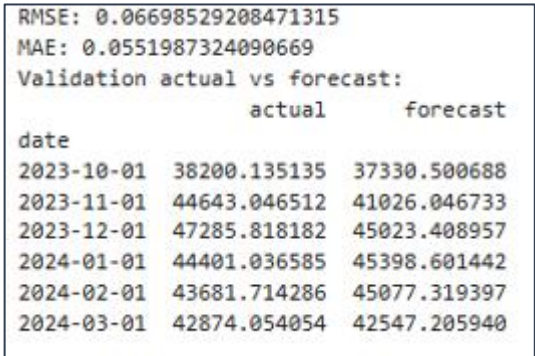 RMSE: 0.06698529208471315
MAE: 0.0551987324090669
Validation actual vs forecast:
actual forecast
date
2023-10-01 38200.135135 37330.500688
2023-11-01 44643.046512 41026.046733
2023-12-01 47285.818182 45023.408957
2024-01-01 44401.036585 45398.601442
2024-02-01 43681.714286 45077.319397
2024-03-01 42874.054054 42547.205940